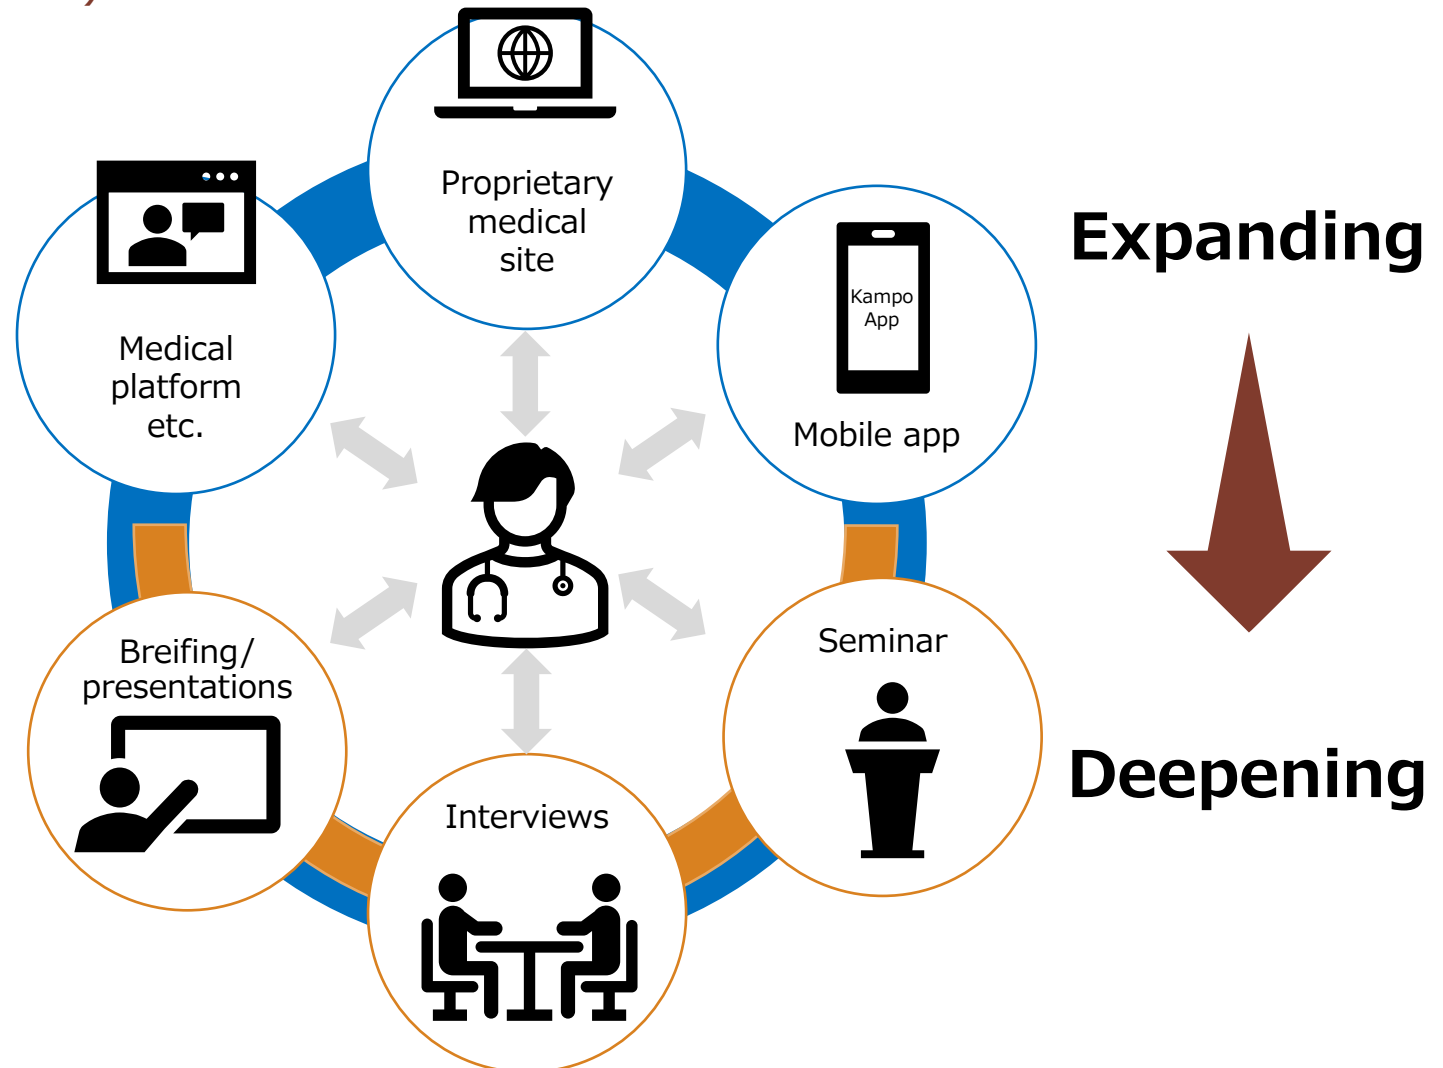 )
Proprietary
medical
site
Medical
platform
etc.
Kampo
App
Mobile app
Expanding
Breifing/
presentations
Seminar
Interviews
Deepening